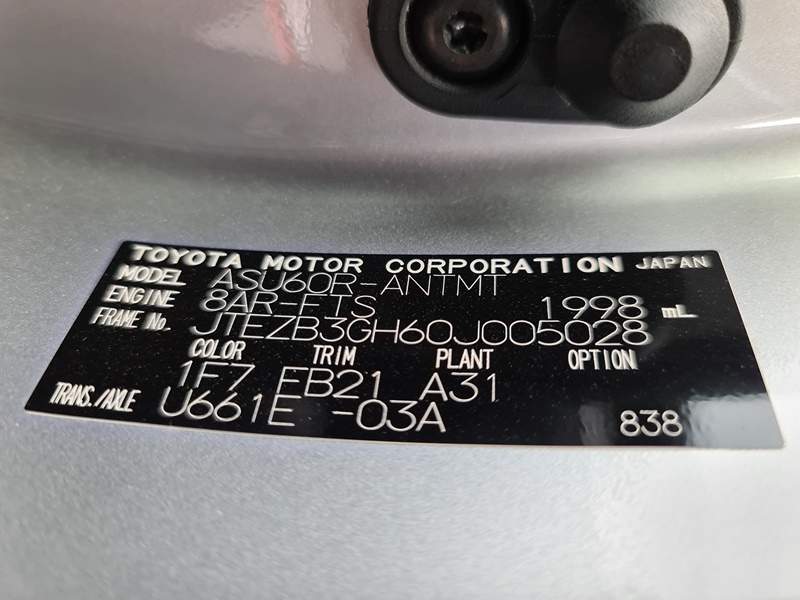 TOYOTA MOTOR CORPORATION JAPAN
MODEL ASU60R-ANTMT
ENGINE 8AR-FTS 1998 mL
FRAME No. JTEZB3GH60J005028
COLOR TRIM PLANT OPTION
1F7 EB21 A31
TRANS./AXLE U661E -03A 838